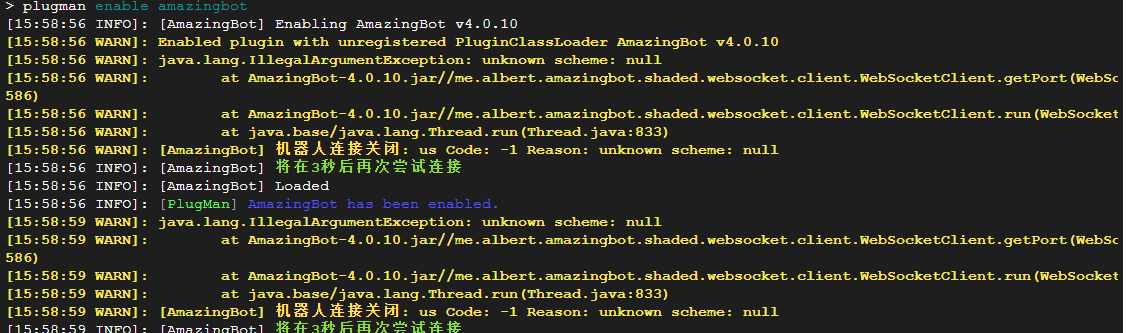 > plugman enable amazingbot
[15:58:56 INFO]: [AmazingBot] Enabling AmazingBot v4.0.10
[15:58:56 WARN]: Enabled plugin with unregistered PluginClassLoader AmazingBot v4.0.10
[15:58:56 WARN]: java.lang.IllegalArgumentException: unknown scheme: null
[15:58:56 WARN]:        at AmazingBot-4.0.10.jar//me.albert.amazingbot.shaded.websocket.client.WebSocketClient.getPort(WebSo
586)
[15:58:56 WARN]:        at AmazingBot-4.0.10.jar//me.albert.amazingbot.shaded.websocket.client.WebSocketClient.run(WebSocket
[15:58:56 WARN]:        at java.base/java.lang.Thread.run(Thread.java:833)
[15:58:56 WARN]: [AmazingBot] 机器人连接关闭: us Code: -1 Reason: unknown scheme: null
[15:58:56 INFO]: [AmazingBot] 将在3秒后再次尝试连接
[15:58:56 INFO]: [AmazingBot] Loaded
[15:58:56 INFO]: [PlugMan] AmazingBot has been enabled.
[15:58:59 WARN]: java.lang.IllegalArgumentException: unknown scheme: null
[15:58:59 WARN]:        at AmazingBot-4.0.10.jar//me.albert.amazingbot.shaded.websocket.client.WebSocketClient.getPort(WebSo
586)
[15:58:59 WARN]:        at AmazingBot-4.0.10.jar//me.albert.amazingbot.shaded.websocket.client.WebSocketClient.run(WebSocket
[15:58:59 WARN]:        at java.base/java.lang.Thread.run(Thread.java:833)
[15:58:59 WARN]: [AmazingBot] 机器人连接关闭: us Code: -1 Reason: unknown scheme: null
[15:58:59 INFO]: [AmazingBot] 将在3秒后再次尝试连接